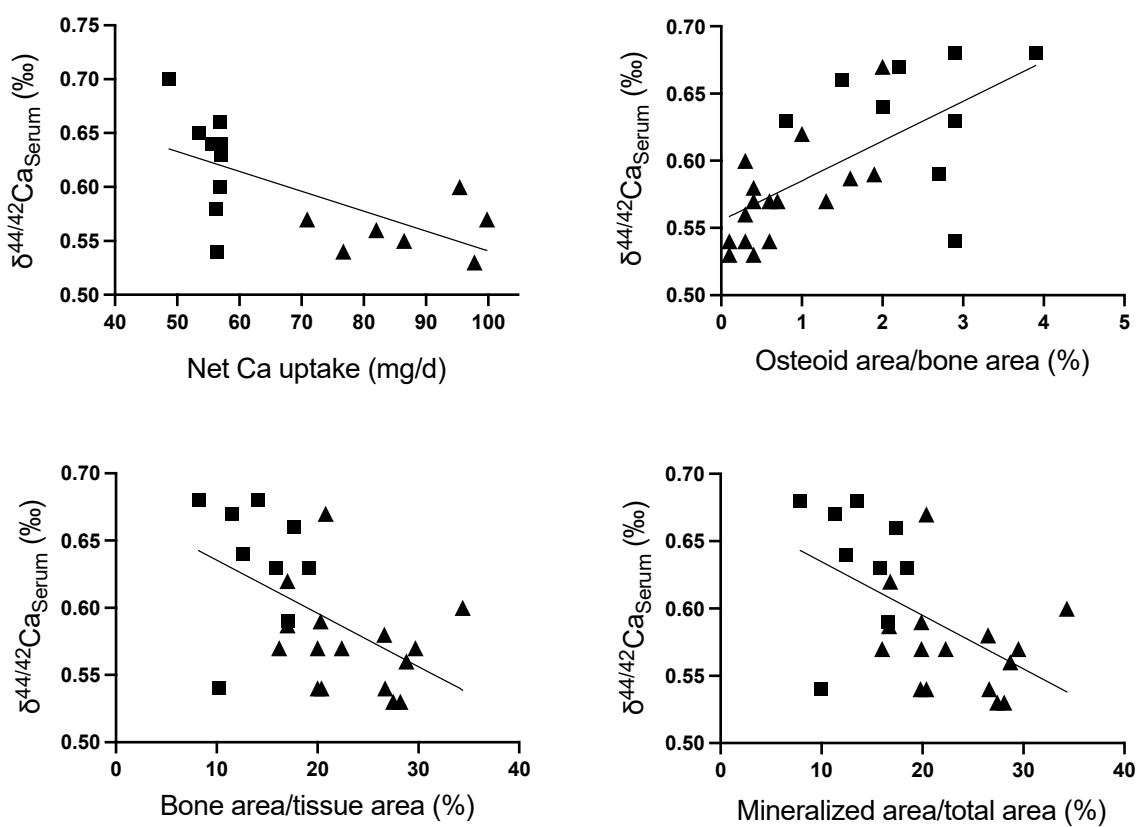 0.75
0.70
0.65
0.60
0.55
0.50
δ44/42CaSerum (‰)
40 50 60 70 80 90 100
Net Ca uptake (mg/d)
0.70
0.65
0.60
0.55
0.50
δ44/42CaSerum (‰)
0 1 2 3 4 5
Osteoid area/bone area (%)
0.70
0.65
0.60
0.55
0.50
δ44/42CaSerum (‰)
0 10 20 30 40
Bone area/tissue area (%)
0.70
0.65
0.60
0.55
0.50
δ44/42CaSerum (‰)
0 10 20 30 40
Mineralized area/total area (%)